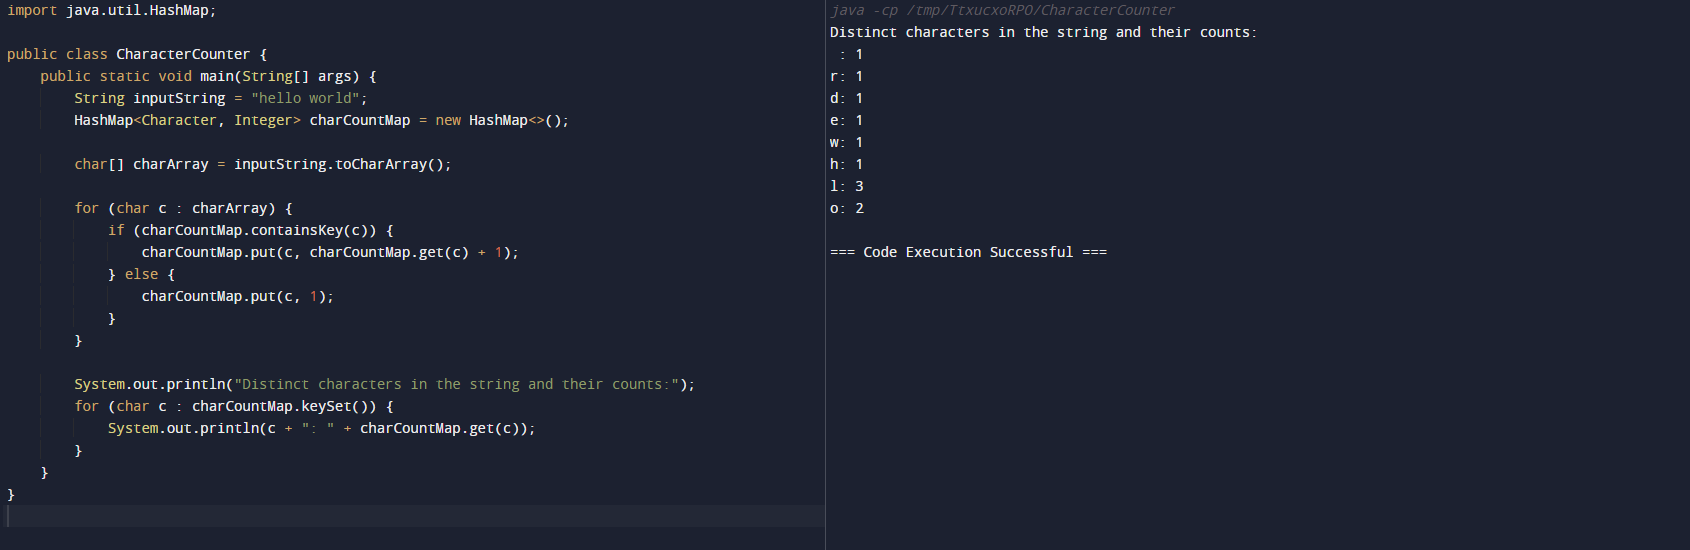 import java.util.HashMap;

public class CharacterCounter {
    public static void main(String[] args) {
        String inputString = "hello world";
        HashMap<Character, Integer> charCountMap = new HashMap<>();

        char[] charArray = inputString.toCharArray();

        for (char c : charArray) {
            if (charCountMap.containsKey(c)) {
                charCountMap.put(c, charCountMap.get(c) + 1);
            } else {
                charCountMap.put(c, 1);
            }
        }

        System.out.println("Distinct characters in the string and their counts:");
        for (char c : charCountMap.keySet()) {
            System.out.println(c + ": " + charCountMap.get(c));
        }
    }
}
java -cp /tmp/TtxucxoRPO/CharacterCounter
Distinct characters in the string and their counts:
 : 1
r: 1
d: 1
e: 1
w: 1
h: 1
l: 3
o: 2

=== Code Execution Successful ===